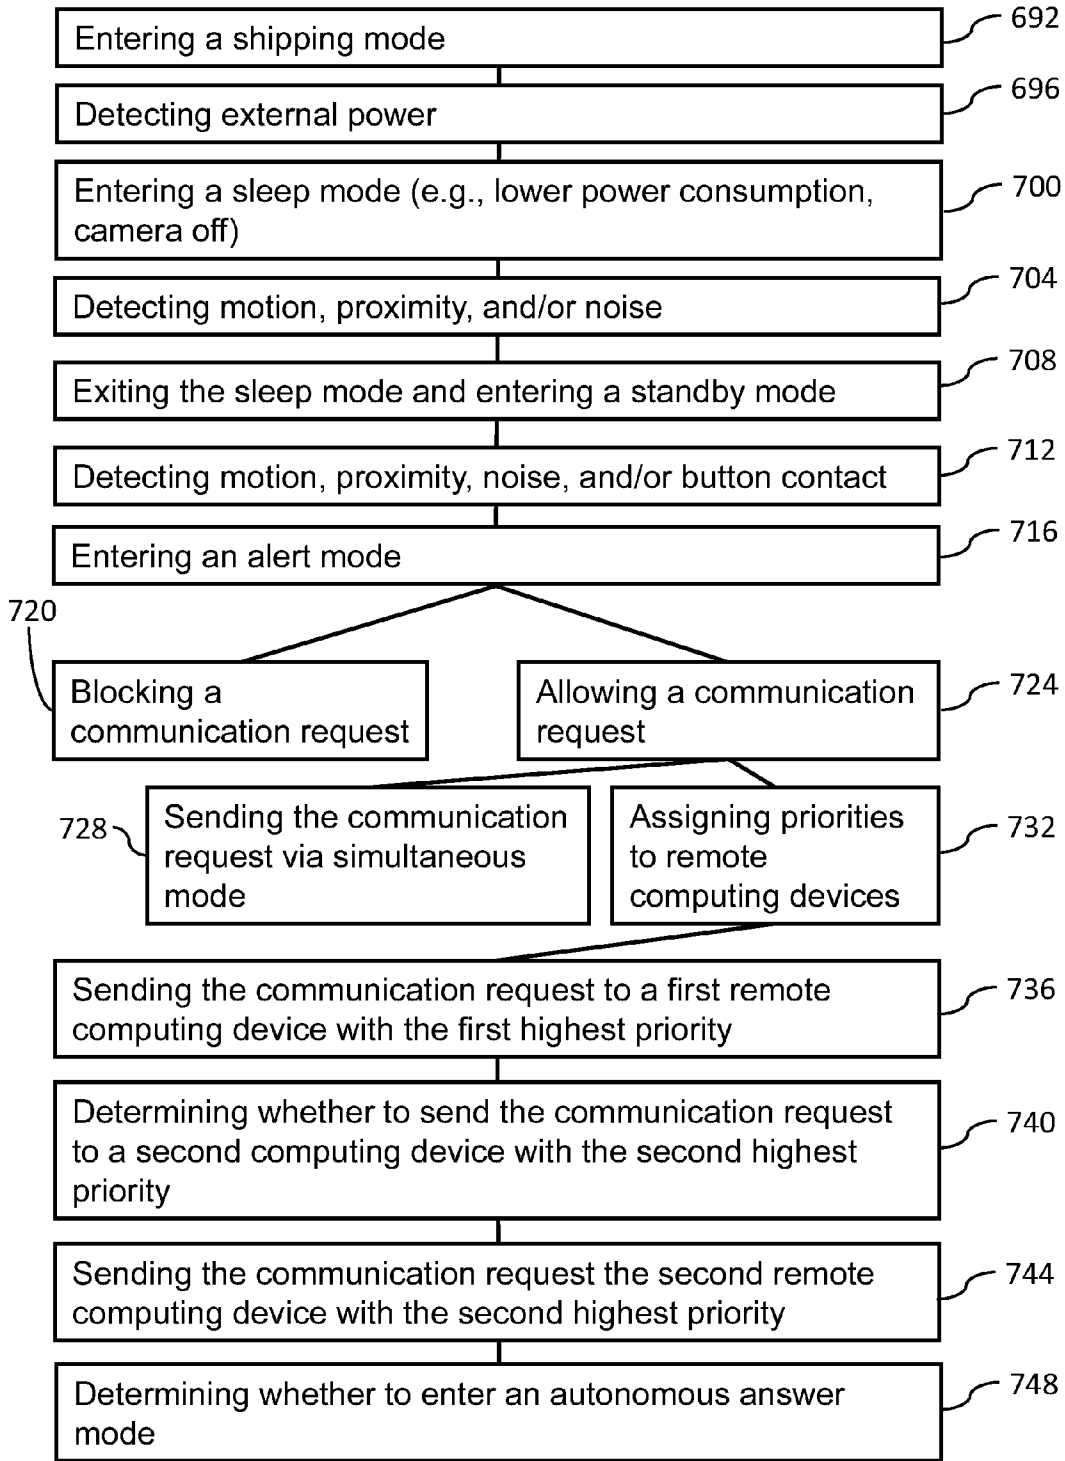 Entering a shipping mode
692
Detecting external power
696
Entering a sleep mode (e.g., lower power consumption,
camera off)
700
Detecting motion, proximity, and/or noise
704
Exiting the sleep mode and entering a standby mode
708
Detecting motion, proximity, noise, and/or button contact
712
Entering an alert mode
716
720
Blocking a
communication request
Allowing a communication
request
724
728
Sending the communication
request via simultaneous
mode
Assigning priorities
to remote
computing devices
732
Sending the communication request to a first remote
computing device with the first highest priority
736
Determining whether to send the communication request
to a second computing device with the second highest
priority
740
Sending the communication request the second remote
computing device with the second highest priority
744
Determining whether to enter an autonomous answer
mode
748